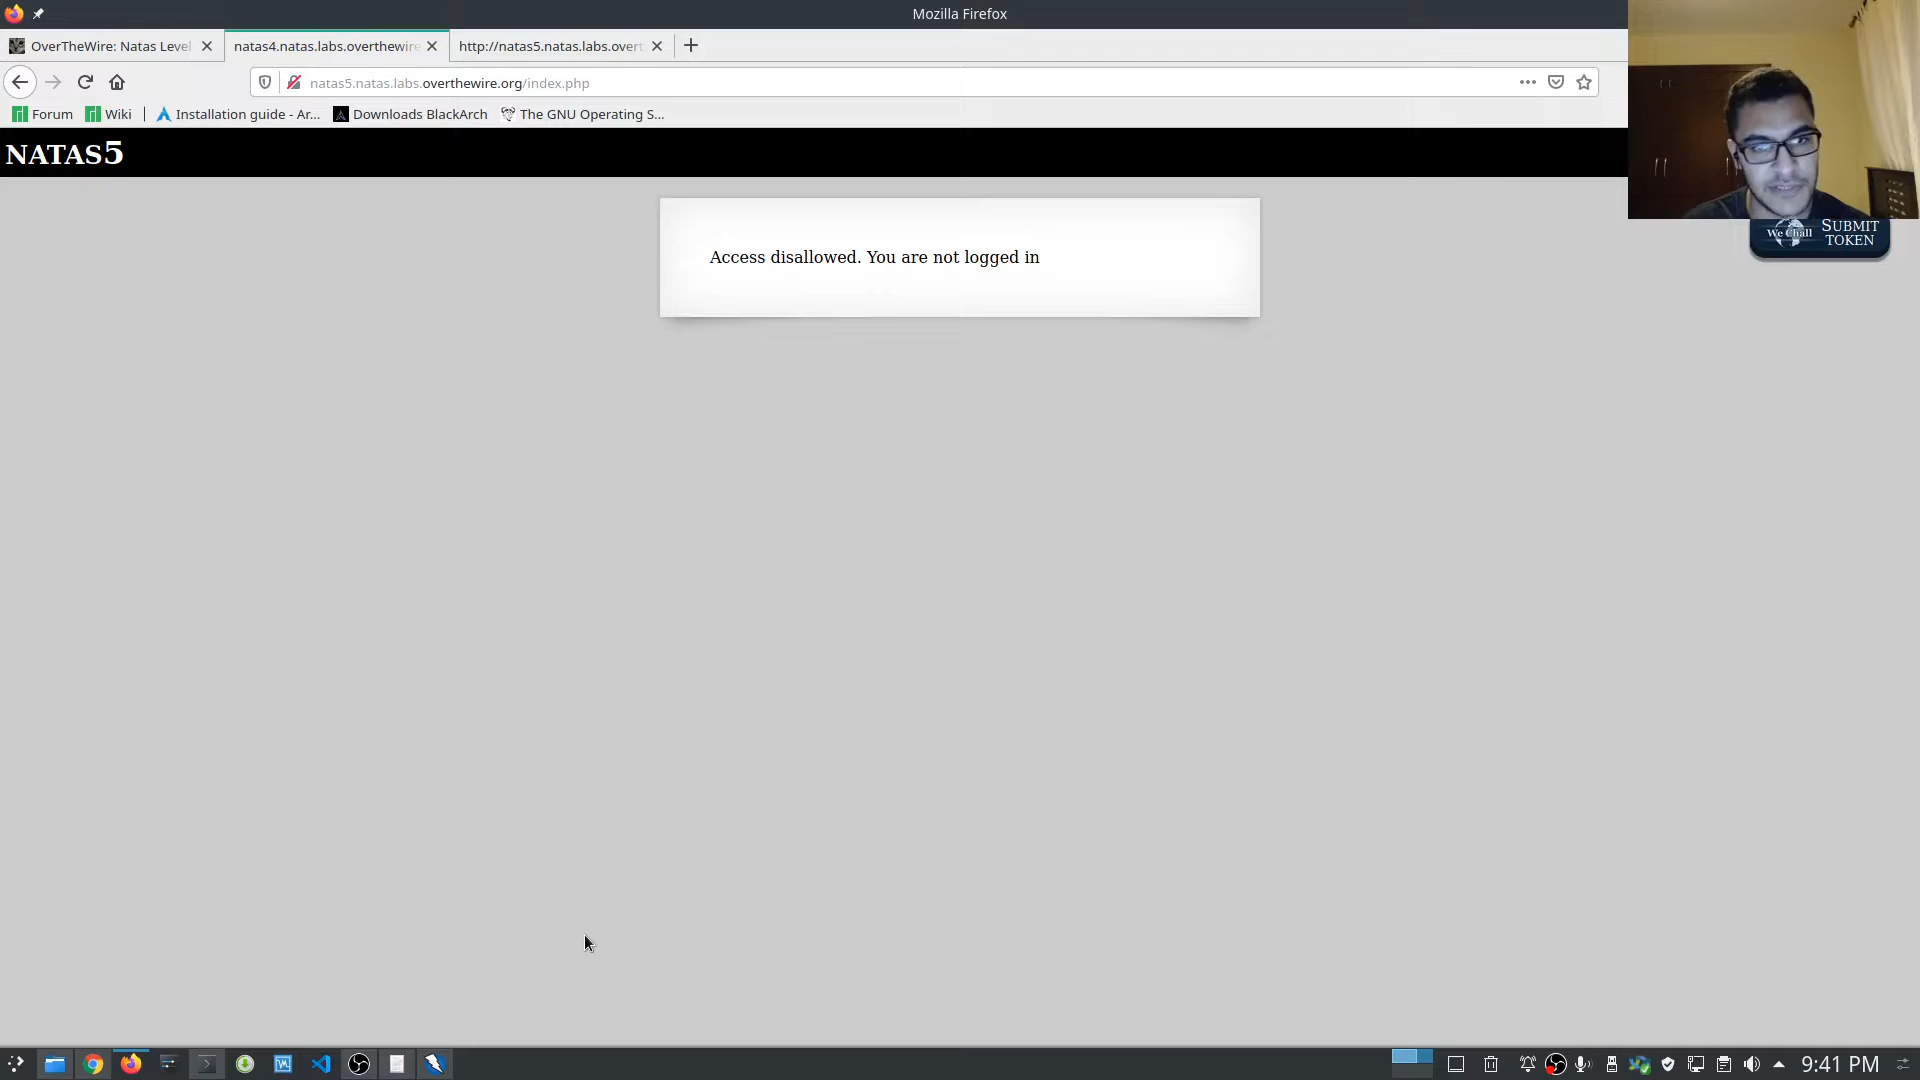 Mozilla Firefox
OverTheWire: Natas Level
natas4.natas.labs.overthewire
http://natas5.natas.labs.overt
natas5.natas.labs.overthewire.org/index.php
Forum
Wiki
Installation guide - Ar...
Downloads BlackArch
The GNU Operating S...
NATAS5
We Chall
SUBMIT
TOKEN
Access disallowed. You are not logged in
9:41 PM